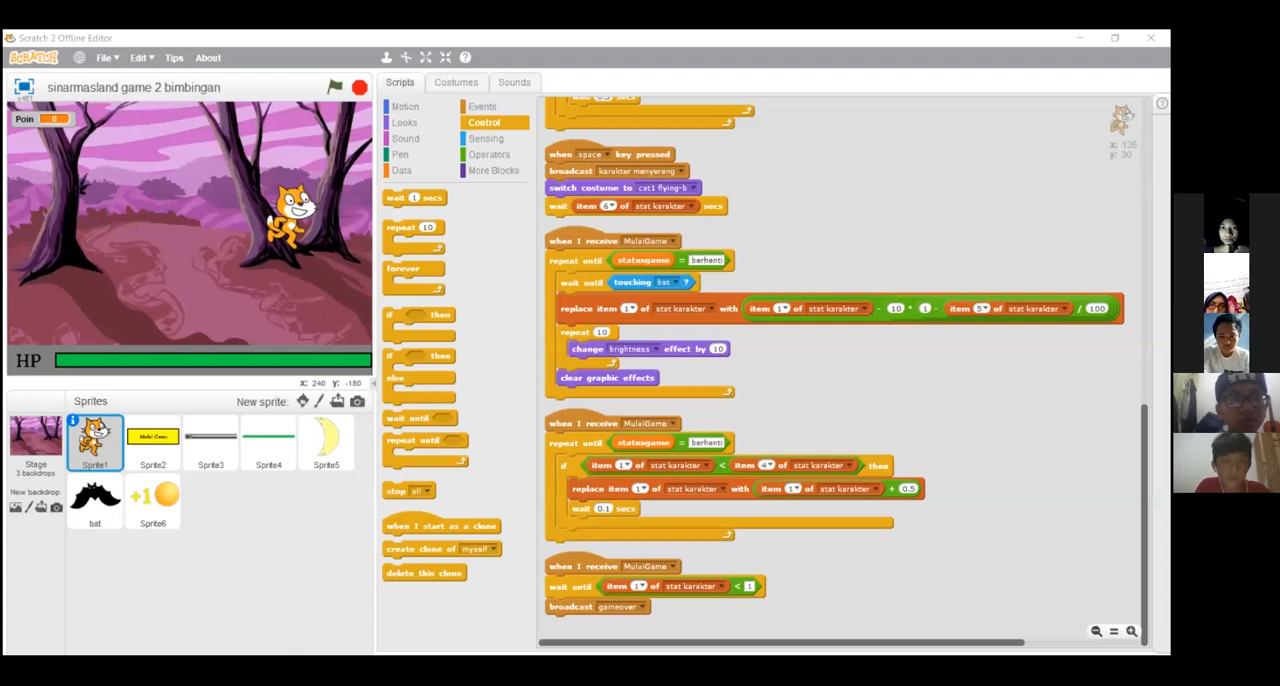 Scratch 2 Offline Editor
SCRATCH File Edit Tips About
v461 sinarmasland game 2 bimbingan
Poin 0
HP
x: 240 y: -180
Sprites New sprite:
Stage
3 backdrops
New backdrop
Mulai Game
Sprite1 Sprite2 Sprite3 Sprite4 Sprite5
+1
bat Sprite6
Scripts Costumes Sounds
Motion Events
Looks Control
Sound Sensing
Pen Operators
Data More Blocks
wait 1 secs
repeat 10
forever
if then
if then
else
wait until
repeat until
stop all
when I start as a clone
create clone of myself
delete this clone
x: 136
y: 30
when space key pressed
broadcast karakter menyerang
switch costume to cat1 flying-b
wait item 6 of stat karakter secs
when I receive MulaiGame
repeat until statusgame = berhenti
wait until touching bat ?
replace item 1 of stat karakter with item 1 of stat karakter - 10 * 1 - item 5 of stat karakter / 100
repeat 10
change brightness effect by 10
clear graphic effects
when I receive MulaiGame
repeat until statusgame = berhenti
if item 1 of stat karakter < item 4 of stat karakter then
replace item 1 of stat karakter with item 1 of stat karakter + 0.5
wait 0.1 secs
when I receive MulaiGame
wait until item 1 of stat karakter < 1
broadcast gameover